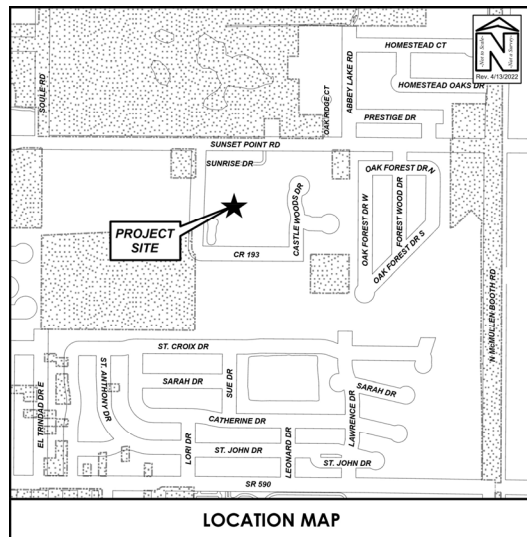 HOMESTEAD CT
Not to Scale
N
Not a Survey
Rev. 4/13/2022
SOULE RD
ABBEY LAKE RD
HOMESTEAD OAKS DR
OAK RIDGE CT
PRESTIGE DR
SUNSET POINT RD
SUNRISE DR
OAK FOREST DR N
CASTLE WOODS DR
OAK FOREST DR W
FOREST WOOD DR
PROJECT
SITE
OAK FOREST DR S
CR 193
N McMULLEN BOOTH RD
ST. CROIX DR
EL TRINIDAD DR E
ST. ANTHONY DR
SARAH DR
SUE DR
SARAH DR
CATHERINE DR
LAWRENCE DR
LORI DR
ST. JOHN DR
LEONARD DR
ST. JOHN DR
SR 590
LOCATION MAP